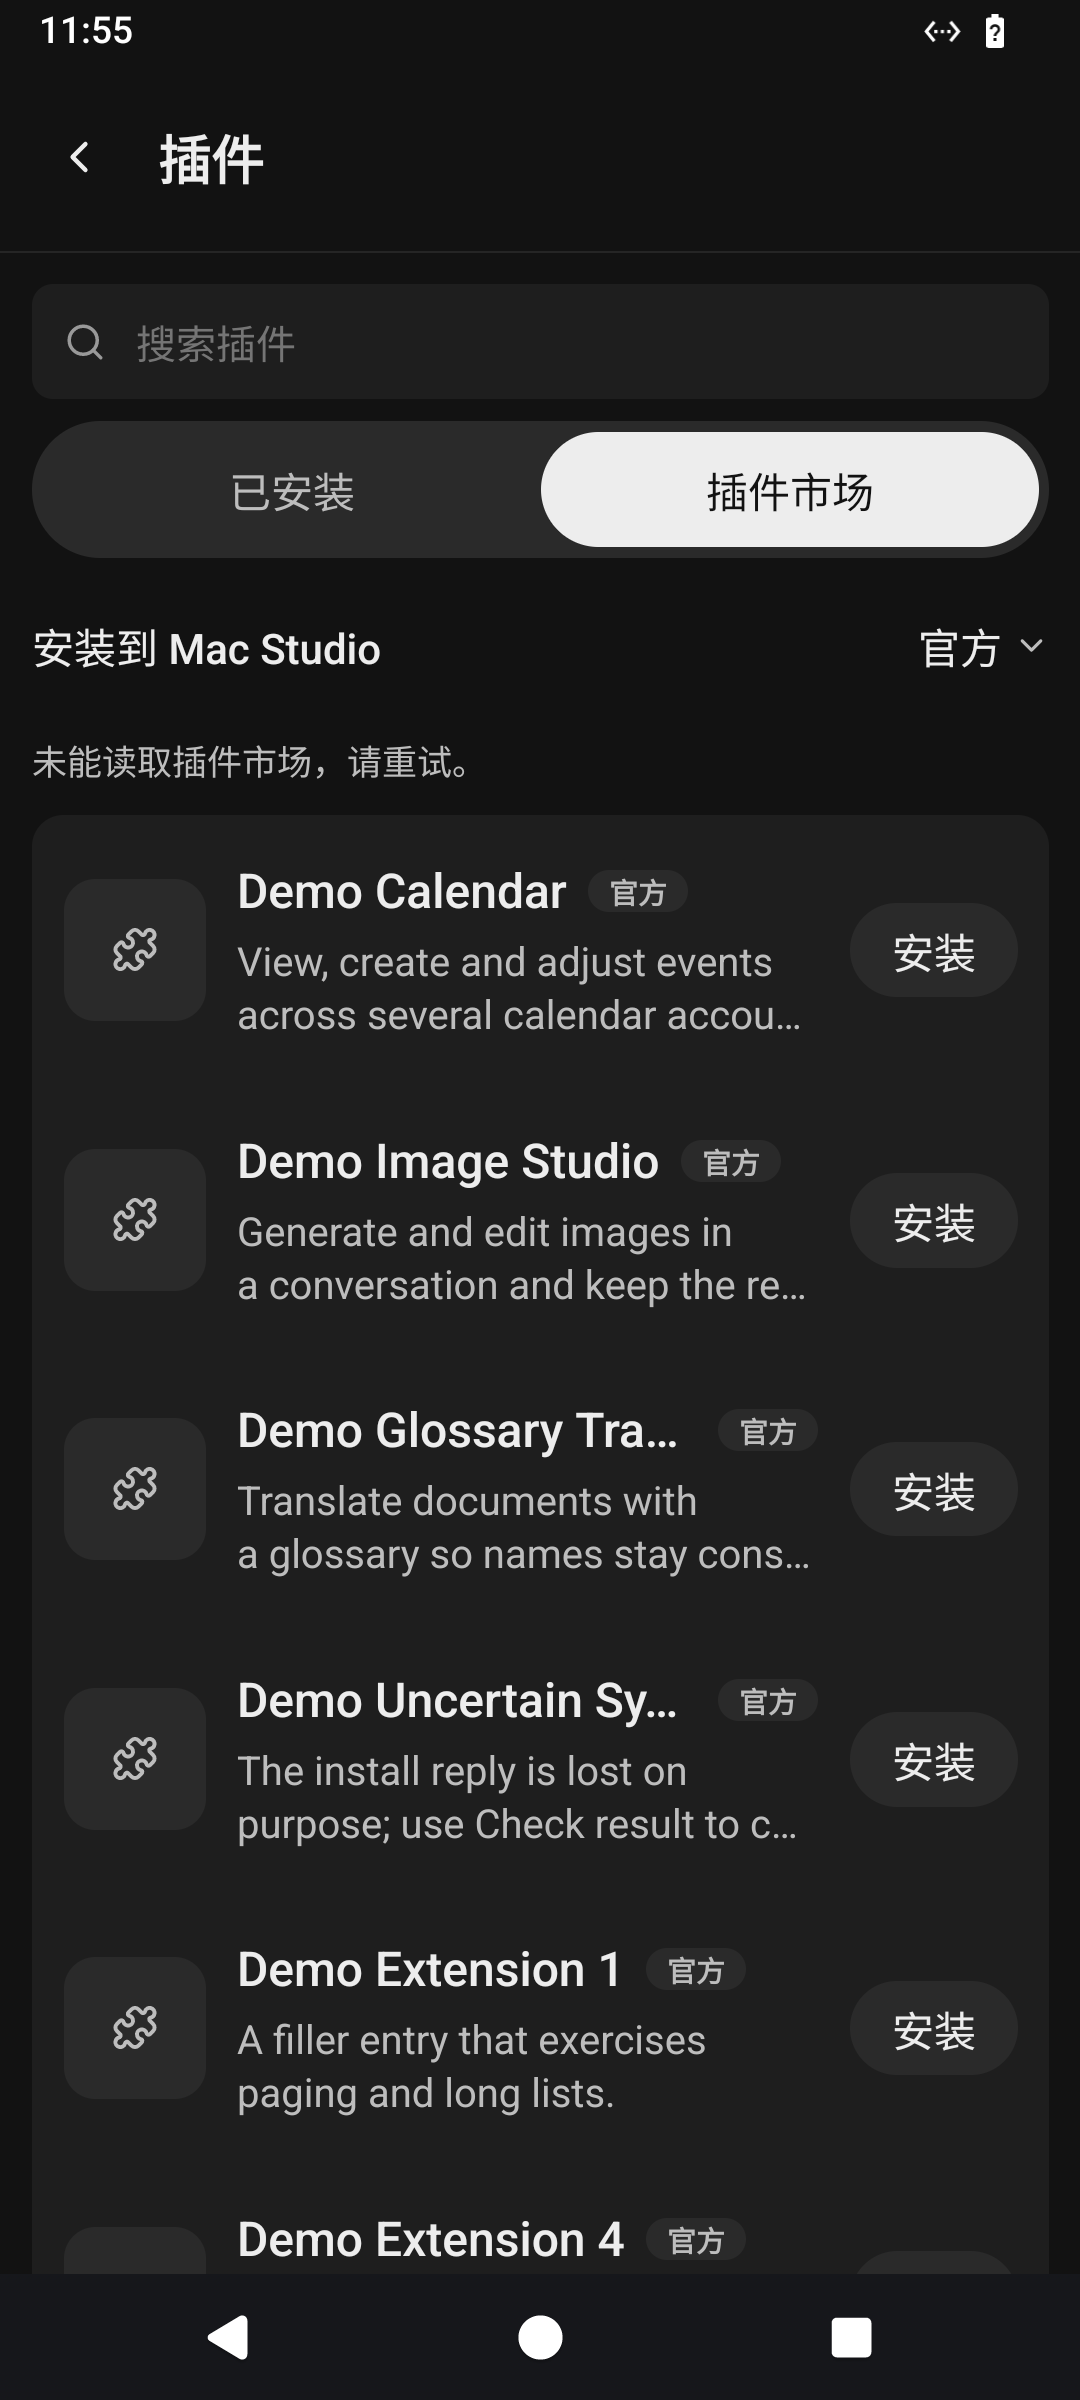 11:55
插件
搜索插件
已安装
插件市场
安装到 Mac Studio
官方
未能读取插件市场，请重试。
Demo Calendar 官方
View, create and adjust events
across several calendar accou…
安装
Demo Image Studio 官方
Generate and edit images in
a conversation and keep the re…
安装
Demo Glossary Tra… 官方
Translate documents with
a glossary so names stay cons…
安装
Demo Uncertain Sy… 官方
The install reply is lost on
purpose; use Check result to c…
安装
Demo Extension 1 官方
A filler entry that exercises
paging and long lists.
安装
Demo Extension 4 官方